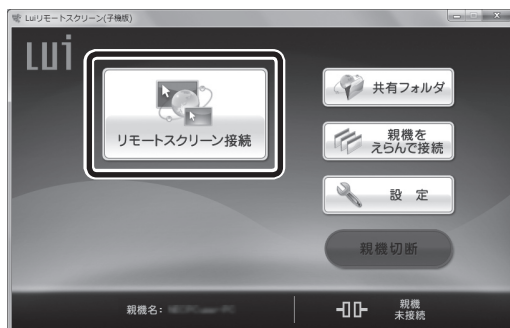 Luiリモートスクリーン(子機版)
Lui
リモートスクリーン接続
共有フォルダ
親機を
えらんで接続
設 定
親機切断
親機名:
親機
未接続